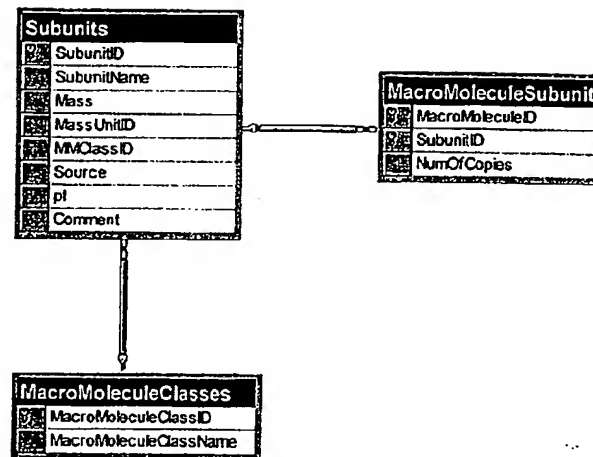 Subunits
SubunitID
SubunitName
Mass
MassUnitID
MMClassID
Source
pI
Comment
MacroMoleculeSubunit
MacroMoleculeID
SubunitID
NumOfCopies
MacroMoleculeClasses
MacroMoleculeClassID
MacroMoleculeClassName